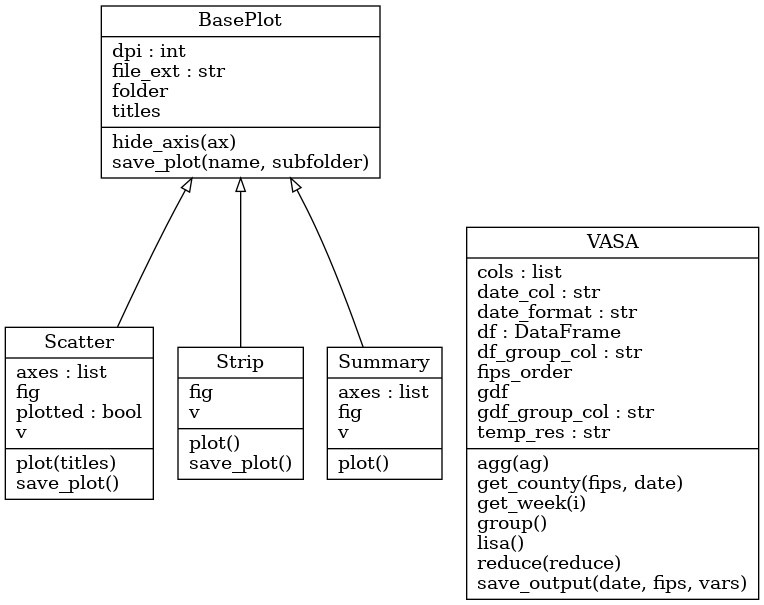 BasePlot
dpi : int
file_ext : str
folder
titles
hide_axis(ax)
save_plot(name, subfolder)
Scatter
axes : list
fig
plotted : bool
v
plot(titles)
save_plot()
Strip
fig
v
plot()
save_plot()
Summary
axes : list
fig
v
plot()
VASA
cols : list
date_col : str
date_format : str
df : DataFrame
df_group_col : str
fips_order
gdf
gdf_group_col : str
temp_res : str
agg(ag)
get_county(fips, date)
get_week(i)
group()
lisa()
reduce(reduce)
save_output(date, fips, vars)